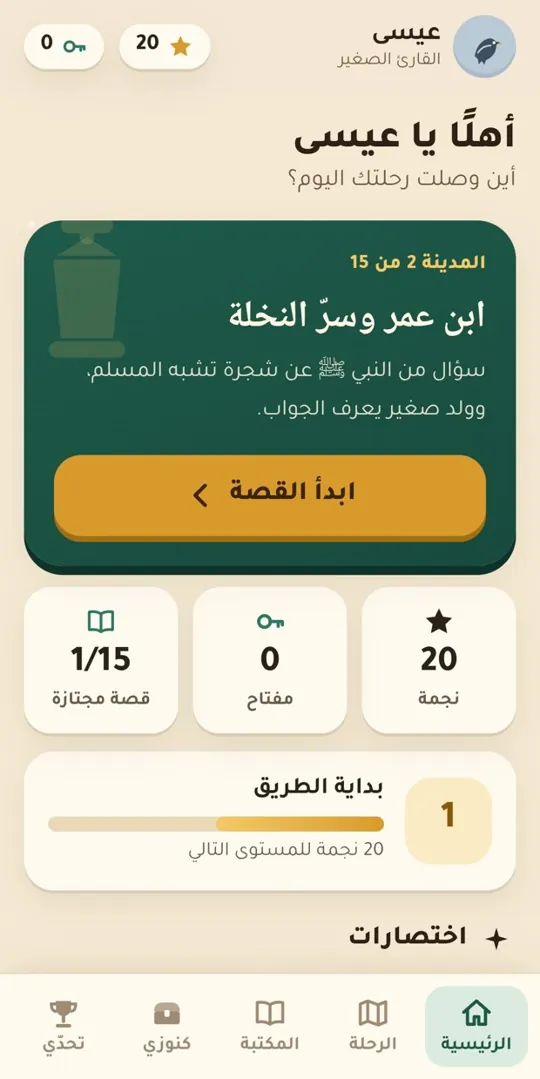 عيسى
القارئ الصغير
20
0
أهلًا يا عيسى
أين وصلت رحلتك اليوم؟
المدينة 2 من 15
ابن عمر وسرّ النخلة
سؤال من النبي ﷺ عن شجرة تشبه المسلم،
وولد صغير يعرف الجواب.
ابدأ القصة
20
نجمة
0
مفتاح
1/15
قصة مجتازة
1
بداية الطريق
20 نجمة للمستوى التالي
اختصارات
الرئيسية
الرحلة
المكتبة
كنوزي
تحدّي